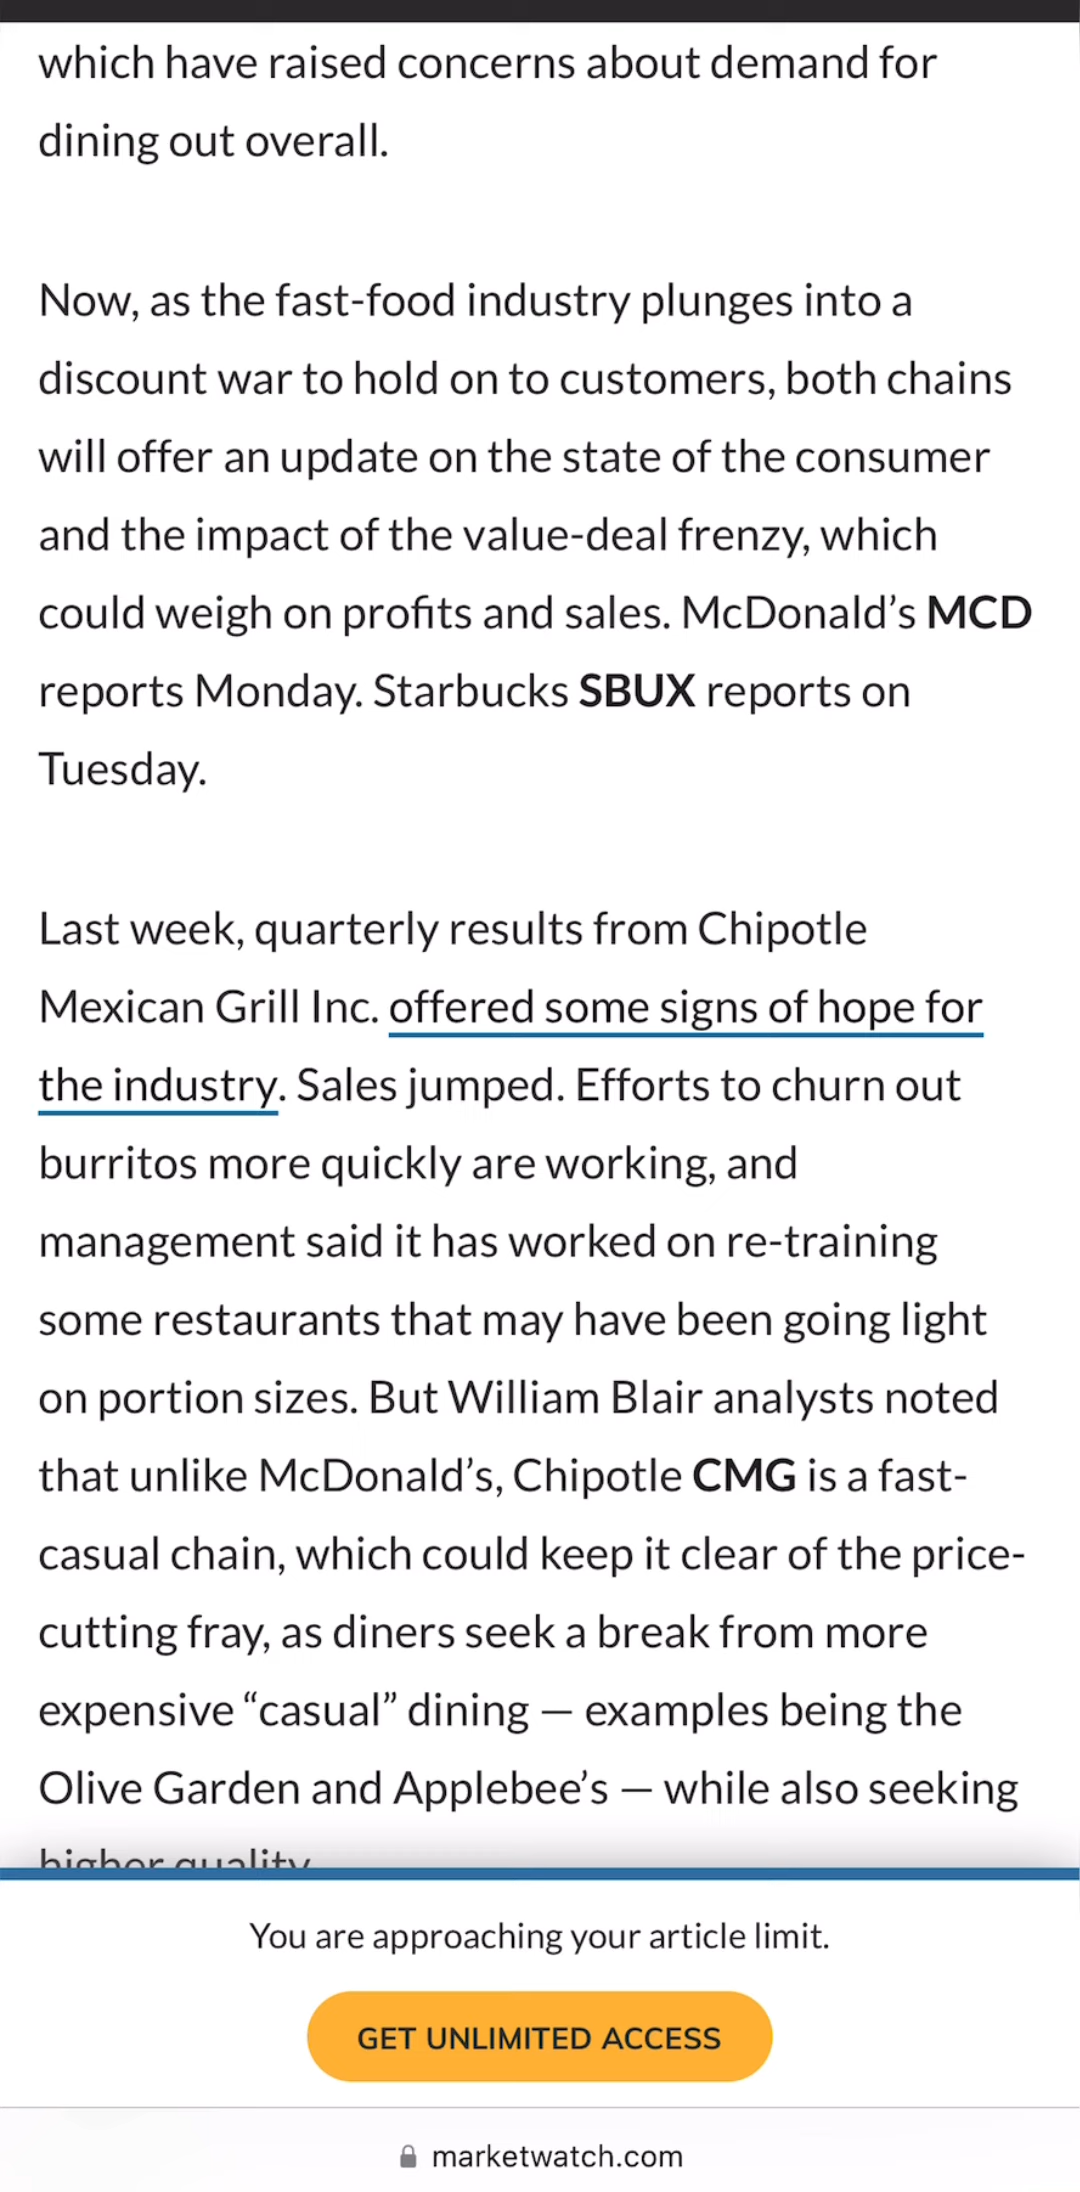 which have raised concerns about demand for
dining out overall.
Now, as the fast-food industry plunges into a
discount war to hold on to customers, both chains
will offer an update on the state of the consumer
and the impact of the value-deal frenzy, which
could weigh on profits and sales. McDonald’s MCD
reports Monday. Starbucks SBUX reports on
Tuesday.
Last week, quarterly results from Chipotle
Mexican Grill Inc. offered some signs of hope for
the industry. Sales jumped. Efforts to churn out
burritos more quickly are working, and
management said it has worked on re-training
some restaurants that may have been going light
on portion sizes. But William Blair analysts noted
that unlike McDonald’s, Chipotle CMG is a fast-
casual chain, which could keep it clear of the price-
cutting fray, as diners seek a break from more
expensive “casual” dining — examples being the
Olive Garden and Applebee’s — while also seeking
higher quality
You are approaching your article limit.
GET UNLIMITED ACCESS
marketwatch.com